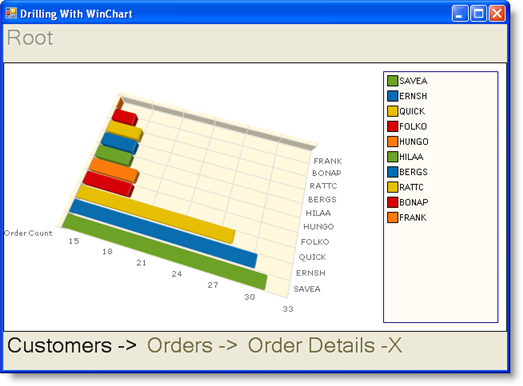 Drilling With WinChart
Root
FRANK
BONAP
RATTC
BERGS
HILAA
HUNGO
FOLKO
QUICK
ERNSH
SAVEA
Order Count
15 18 21 24 27 30 33
SAVEA
ERNSH
QUICK
FOLKO
HUNGO
HILAA
BERGS
RATTC
BONAP
FRANK
Customers -> Orders -> Order Details -X